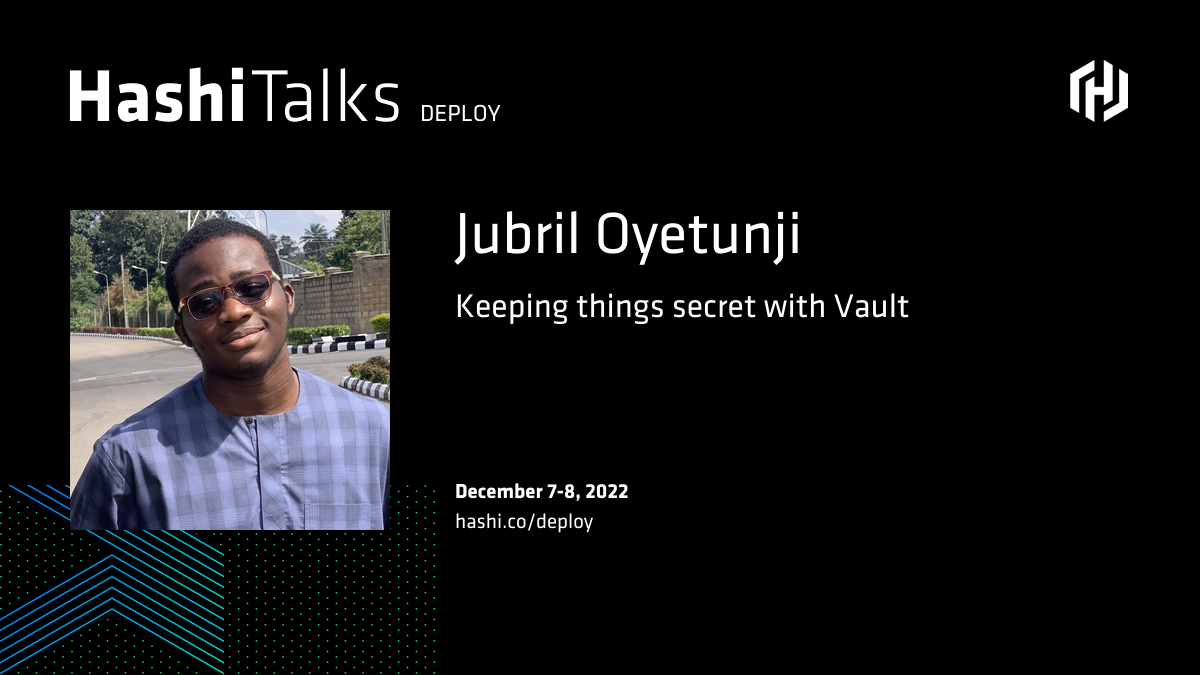 HashiTalks DEPLOY
Jubril Oyetunji
Keeping things secret with Vault
December 7-8, 2022
hashi.co/deploy